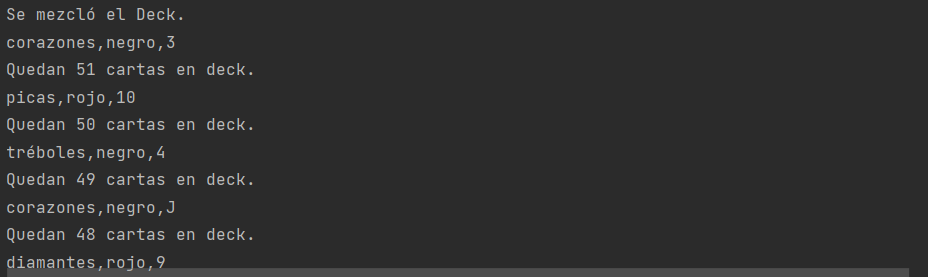 Se mezcló el Deck.
corazones,negro,3
Quedan 51 cartas en deck.
picas,rojo,10
Quedan 50 cartas en deck.
tréboles,negro,4
Quedan 49 cartas en deck.
corazones,negro,J
Quedan 48 cartas en deck.
diamantes,rojo,9